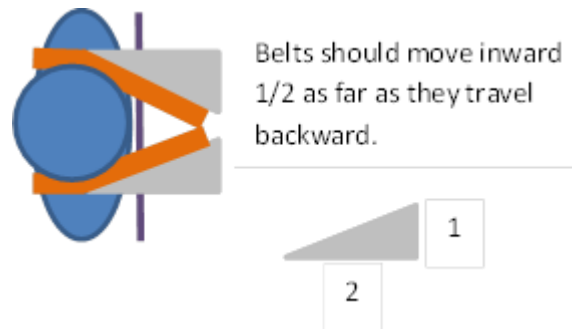 Belts should move inward
1/2 as far as they travel
backward.
1
2